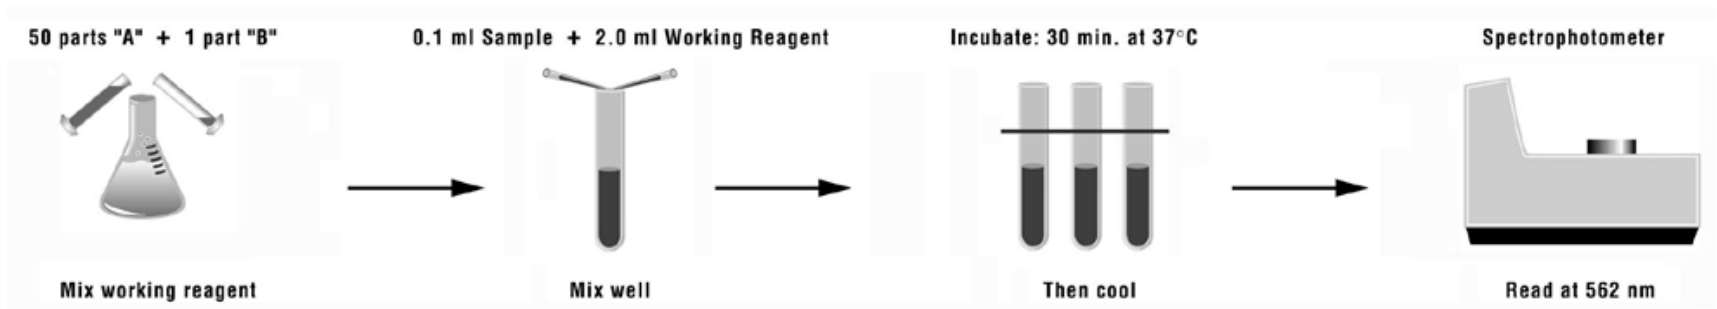 50 parts "A" + 1 part "B"
0.1 ml Sample + 2.0 ml Working Reagent
Incubate: 30 min. at 37°C
Spectrophotometer
Mix working reagent
Mix well
Then cool
Read at 562 nm